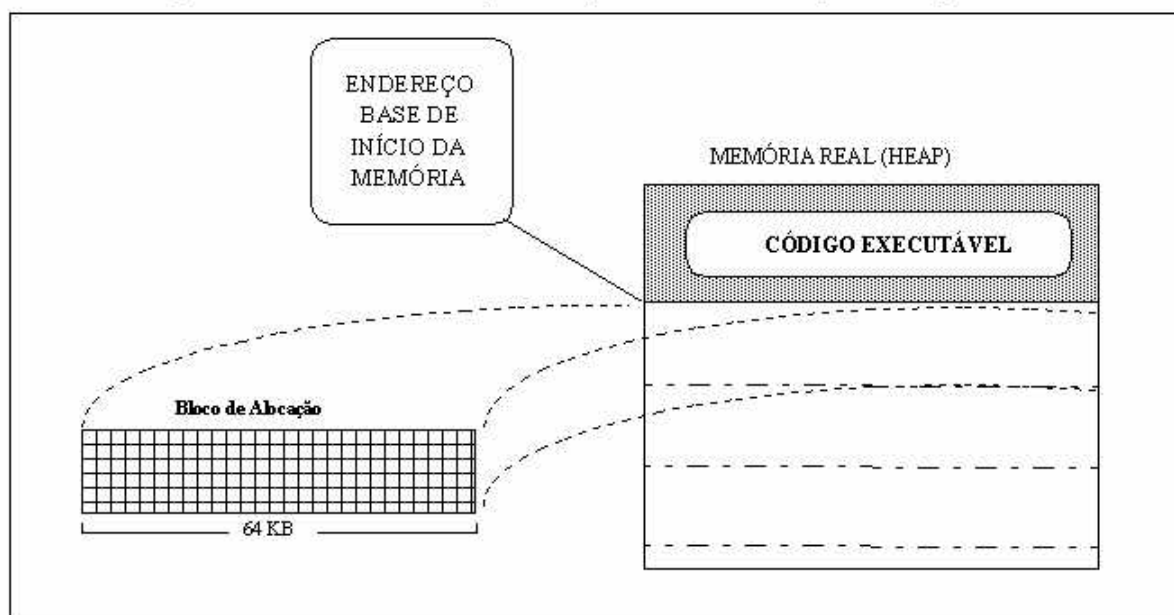 ENDEREÇO
BASE DE
INÍCIO DA
MEMÓRIA
MEMÓRIA REAL (HEAP)
CÓDIGO EXECUTÁVEL
Bloco de Alocação
64 KB